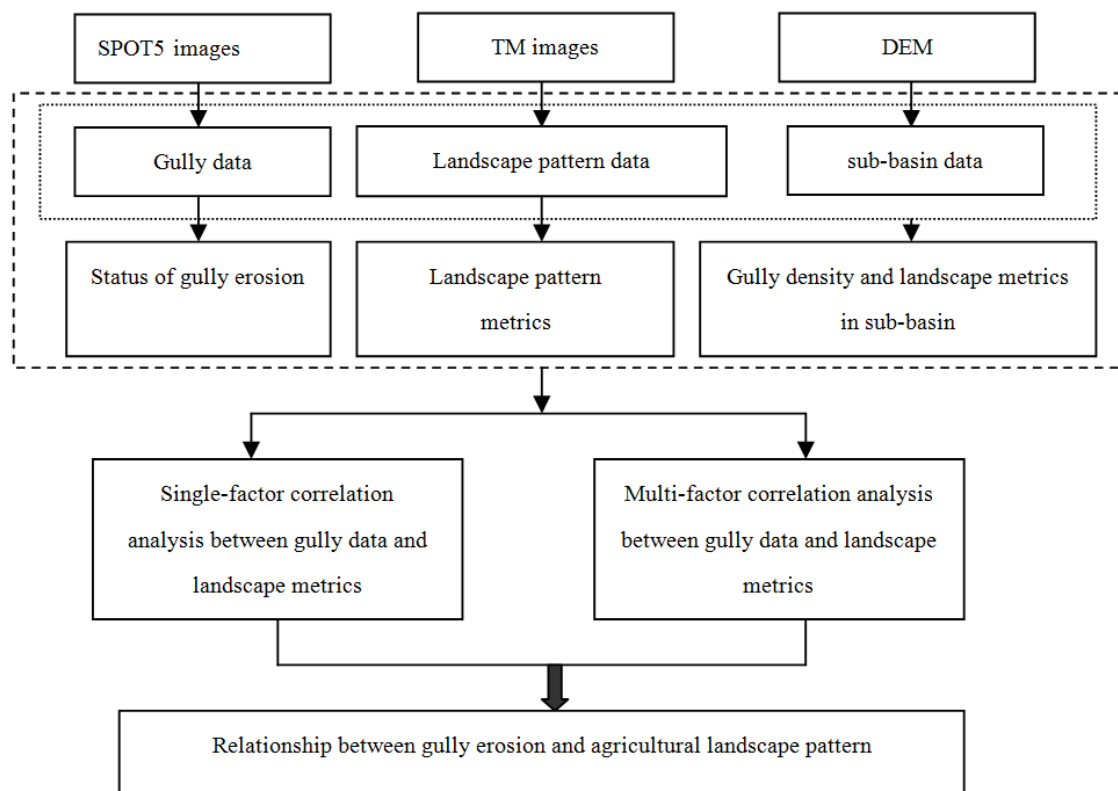 SPOT5 images
TM images
DEM
Gully data
Landscape pattern data
sub-basin data
Status of gully erosion
Landscape pattern
metrics
Gully density and landscape metrics
in sub-basin
Single-factor correlation
analysis between gully data and
landscape metrics
Multi-factor correlation analysis
between gully data and landscape
metrics
Relationship between gully erosion and agricultural landscape pattern